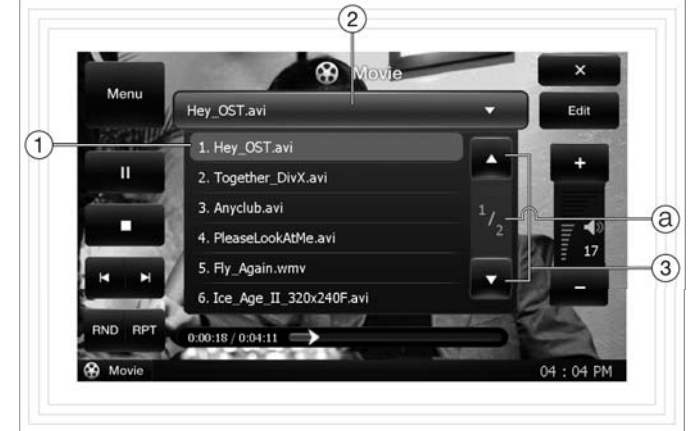 2
Movie
×
Menu
Hey_OST.avi
Edit
1
1. Hey_OST.avi
2. Together_DivX.avi
3. Anyclub.avi
4. PleaseLookAtMe.avi
5. Fly_Again.wmv
6. Ice_Age_II_320x240F.avi
1/2
+
17
−
a
3
RND RPT
0:00:18 / 0:04:11
Movie
04 : 04 PM